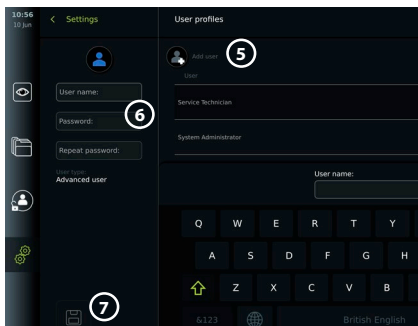 10:56
10 Jun
Settings
User profiles
Add user
5
User
User name:
Service Technician
Password:
6
System Administrator
Repeat password:
User type:
Advanced user
User name:
Q W E R T Y
A S D F G H
Z X C V B
7
&123
British English